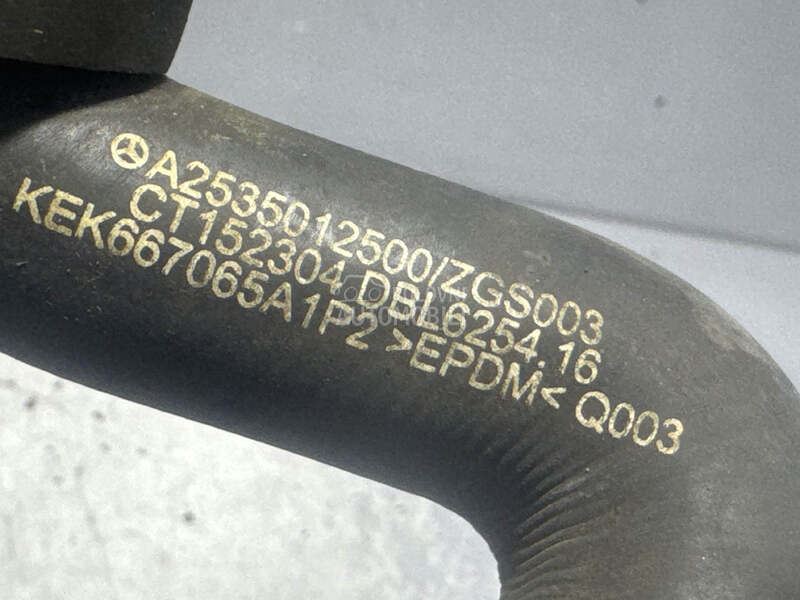 A2535012500/ZGS003
CT152304 DBL6254.16
KEK667065A1P2 >EPDM< Q003